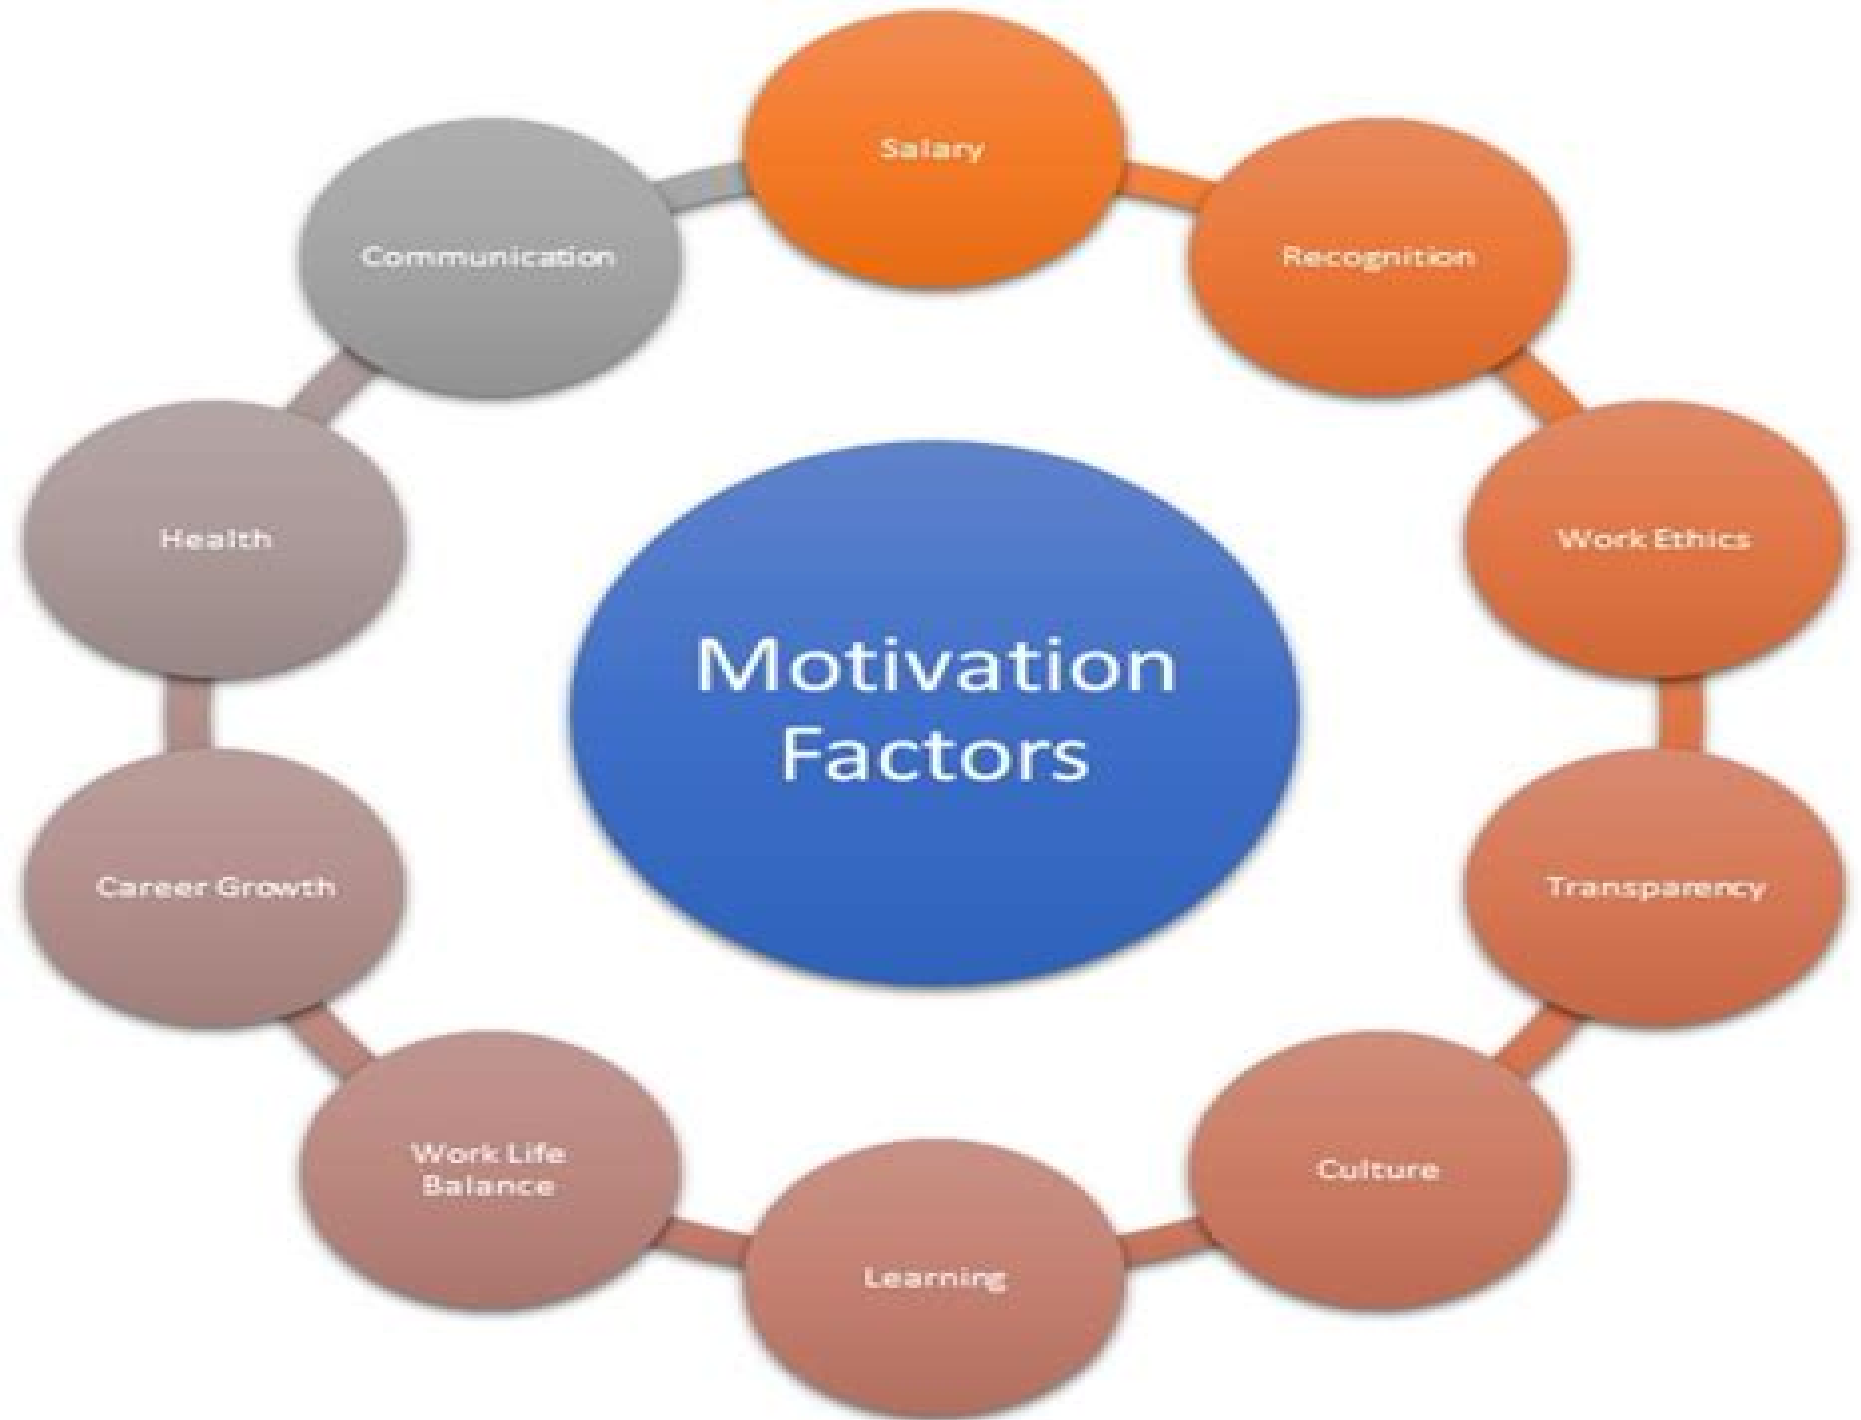 Salary
Recognition
Work Ethics
Transparency
Culture
Learning
Work Life
Balance
Career Growth
Health
Communication
Motivation
Factors